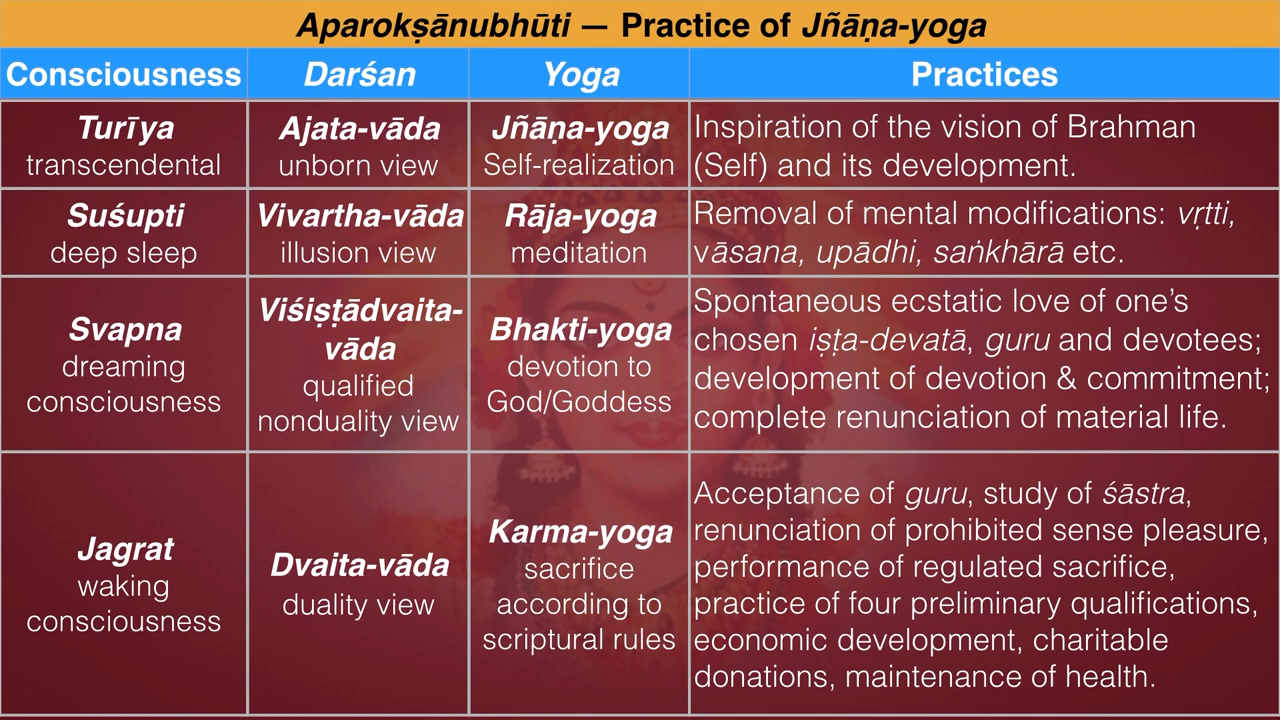 Aparokṣānubhūti — Practice of Jñāṇa-yoga
Consciousness
Darśan
Yoga
Practices
Turīya
transcendental
Ajata-vāda
unborn view
Jñāṇa-yoga
Self-realization
Inspiration of the vision of Brahman
(Self) and its development.
Suśupti
deep sleep
Vivartha-vāda
illusion view
Rāja-yoga
meditation
Removal of mental modifications: vṛtti,
vāsana, upādhi, saṅkhārā etc.
Svapna
dreaming
consciousness
Viśiṣṭādvaita-
vāda
qualified
nonduality view
Bhakti-yoga
devotion to
God/Goddess
Spontaneous ecstatic love of one’s
chosen iṣṭa-devatā, guru and devotees;
development of devotion & commitment;
complete renunciation of material life.
Jagrat
waking
consciousness
Dvaita-vāda
duality view
Karma-yoga
sacrifice
according to
scriptural rules
Acceptance of guru, study of śāstra,
renunciation of prohibited sense pleasure,
performance of regulated sacrifice,
practice of four preliminary qualifications,
economic development, charitable
donations, maintenance of health.